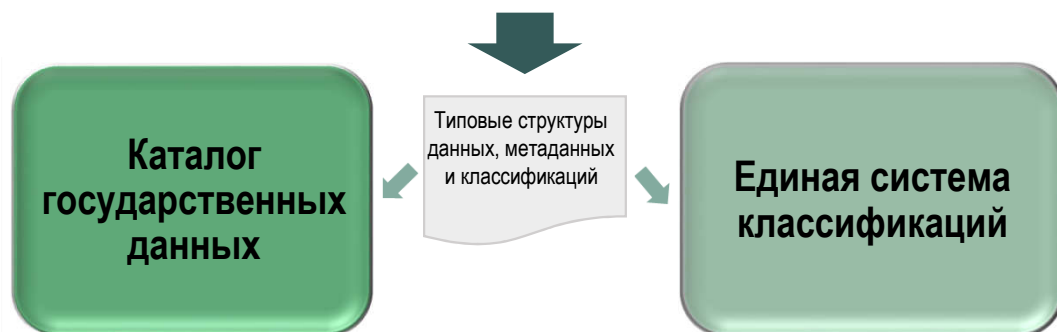 Каталог
государственных
данных
Типовые структуры
данных, метаданных
и классификаций
Единая система
классификаций